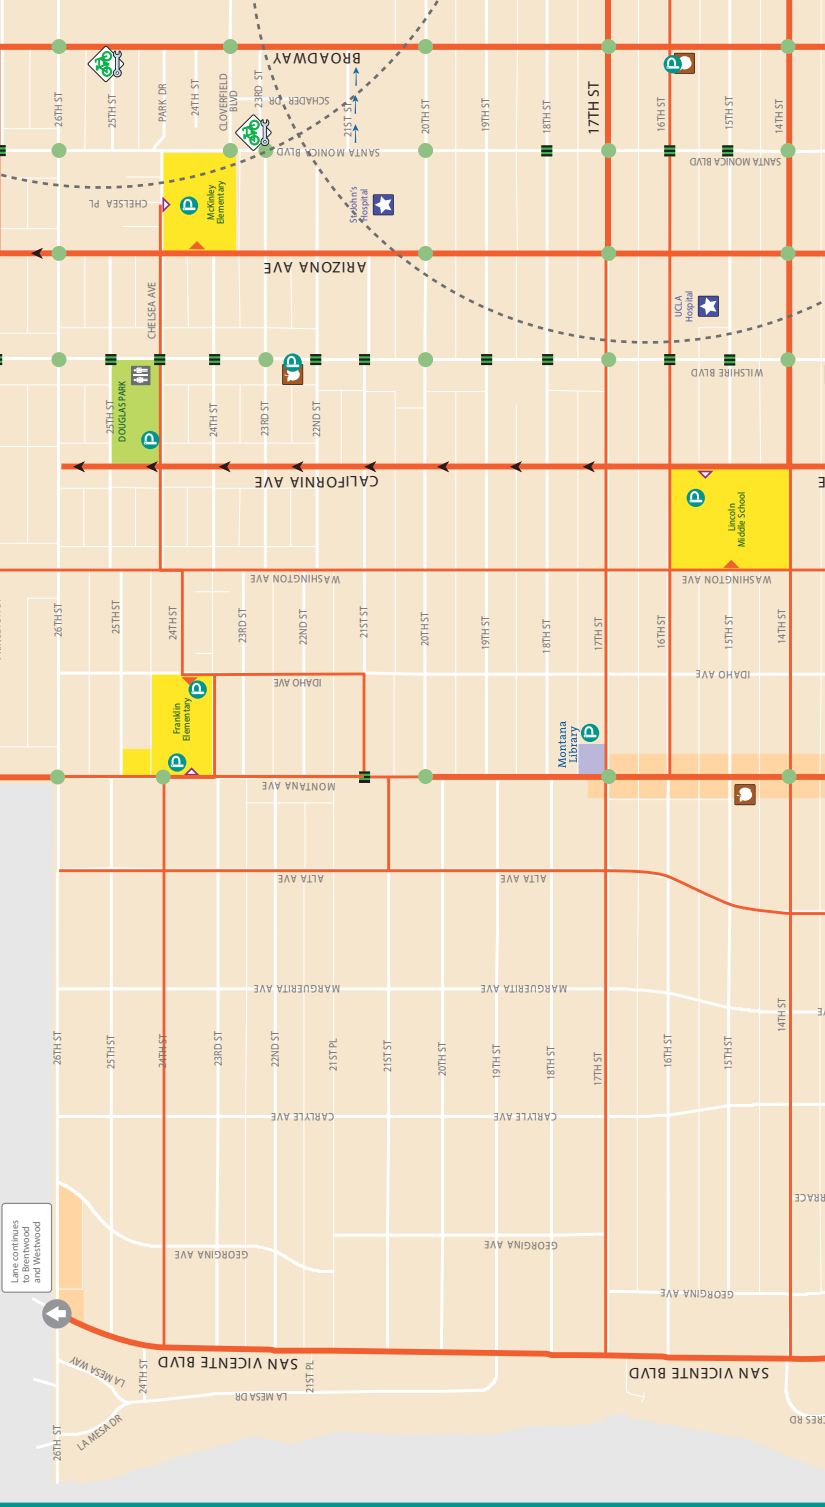 BROADWAY
26TH ST
25TH ST
PARK DR
24TH ST
CLOVERFIELD
BLVD
23RD ST
SCHADER DR
21ST ST
20TH ST
19TH ST
18TH ST
17TH ST
16TH ST
15TH ST
14TH ST
SANTA MONICA BLVD
SANTA MONICA BLVD
CHELSEA PL
P
McKinley
Elementary
St John's
Hospital
P
ARIZONA AVE
CHELSEA AVE
UCLA
Hospital
WILSHIRE BLVD
P
25TH ST
DOUGLAS PARK
P
24TH ST
23RD ST
22ND ST
CALIFORNIA AVE
P
Lincoln
Middle School
WASHINGTON AVE
WASHINGTON AVE
26TH ST
25TH ST
24TH ST
23RD ST
22ND ST
21ST ST
20TH ST
19TH ST
18TH ST
17TH ST
16TH ST
15TH ST
14TH ST
IDAHO AVE
IDAHO AVE
P
Franklin
Elementary
P
Montana
Library
P
MONTANA AVE
ALTA AVE
ALTA AVE
MARGUERITA AVE
MARGUERITA AVE
26TH ST
25TH ST
24TH ST
23RD ST
22ND ST
21ST PL
21ST ST
20TH ST
19TH ST
18TH ST
17TH ST
16TH ST
15TH ST
14TH ST
CARLYLE AVE
CARLYLE AVE
GEORGINA AVE
GEORGINA AVE
GEORGINA AVE
Lane continues
to Brentwood
and Westwood
SAN VICENTE BLVD
SAN VICENTE BLVD
LA MESA WAY
24TH ST
21ST PL
LA MESA DR
LA MESA DR
26TH ST